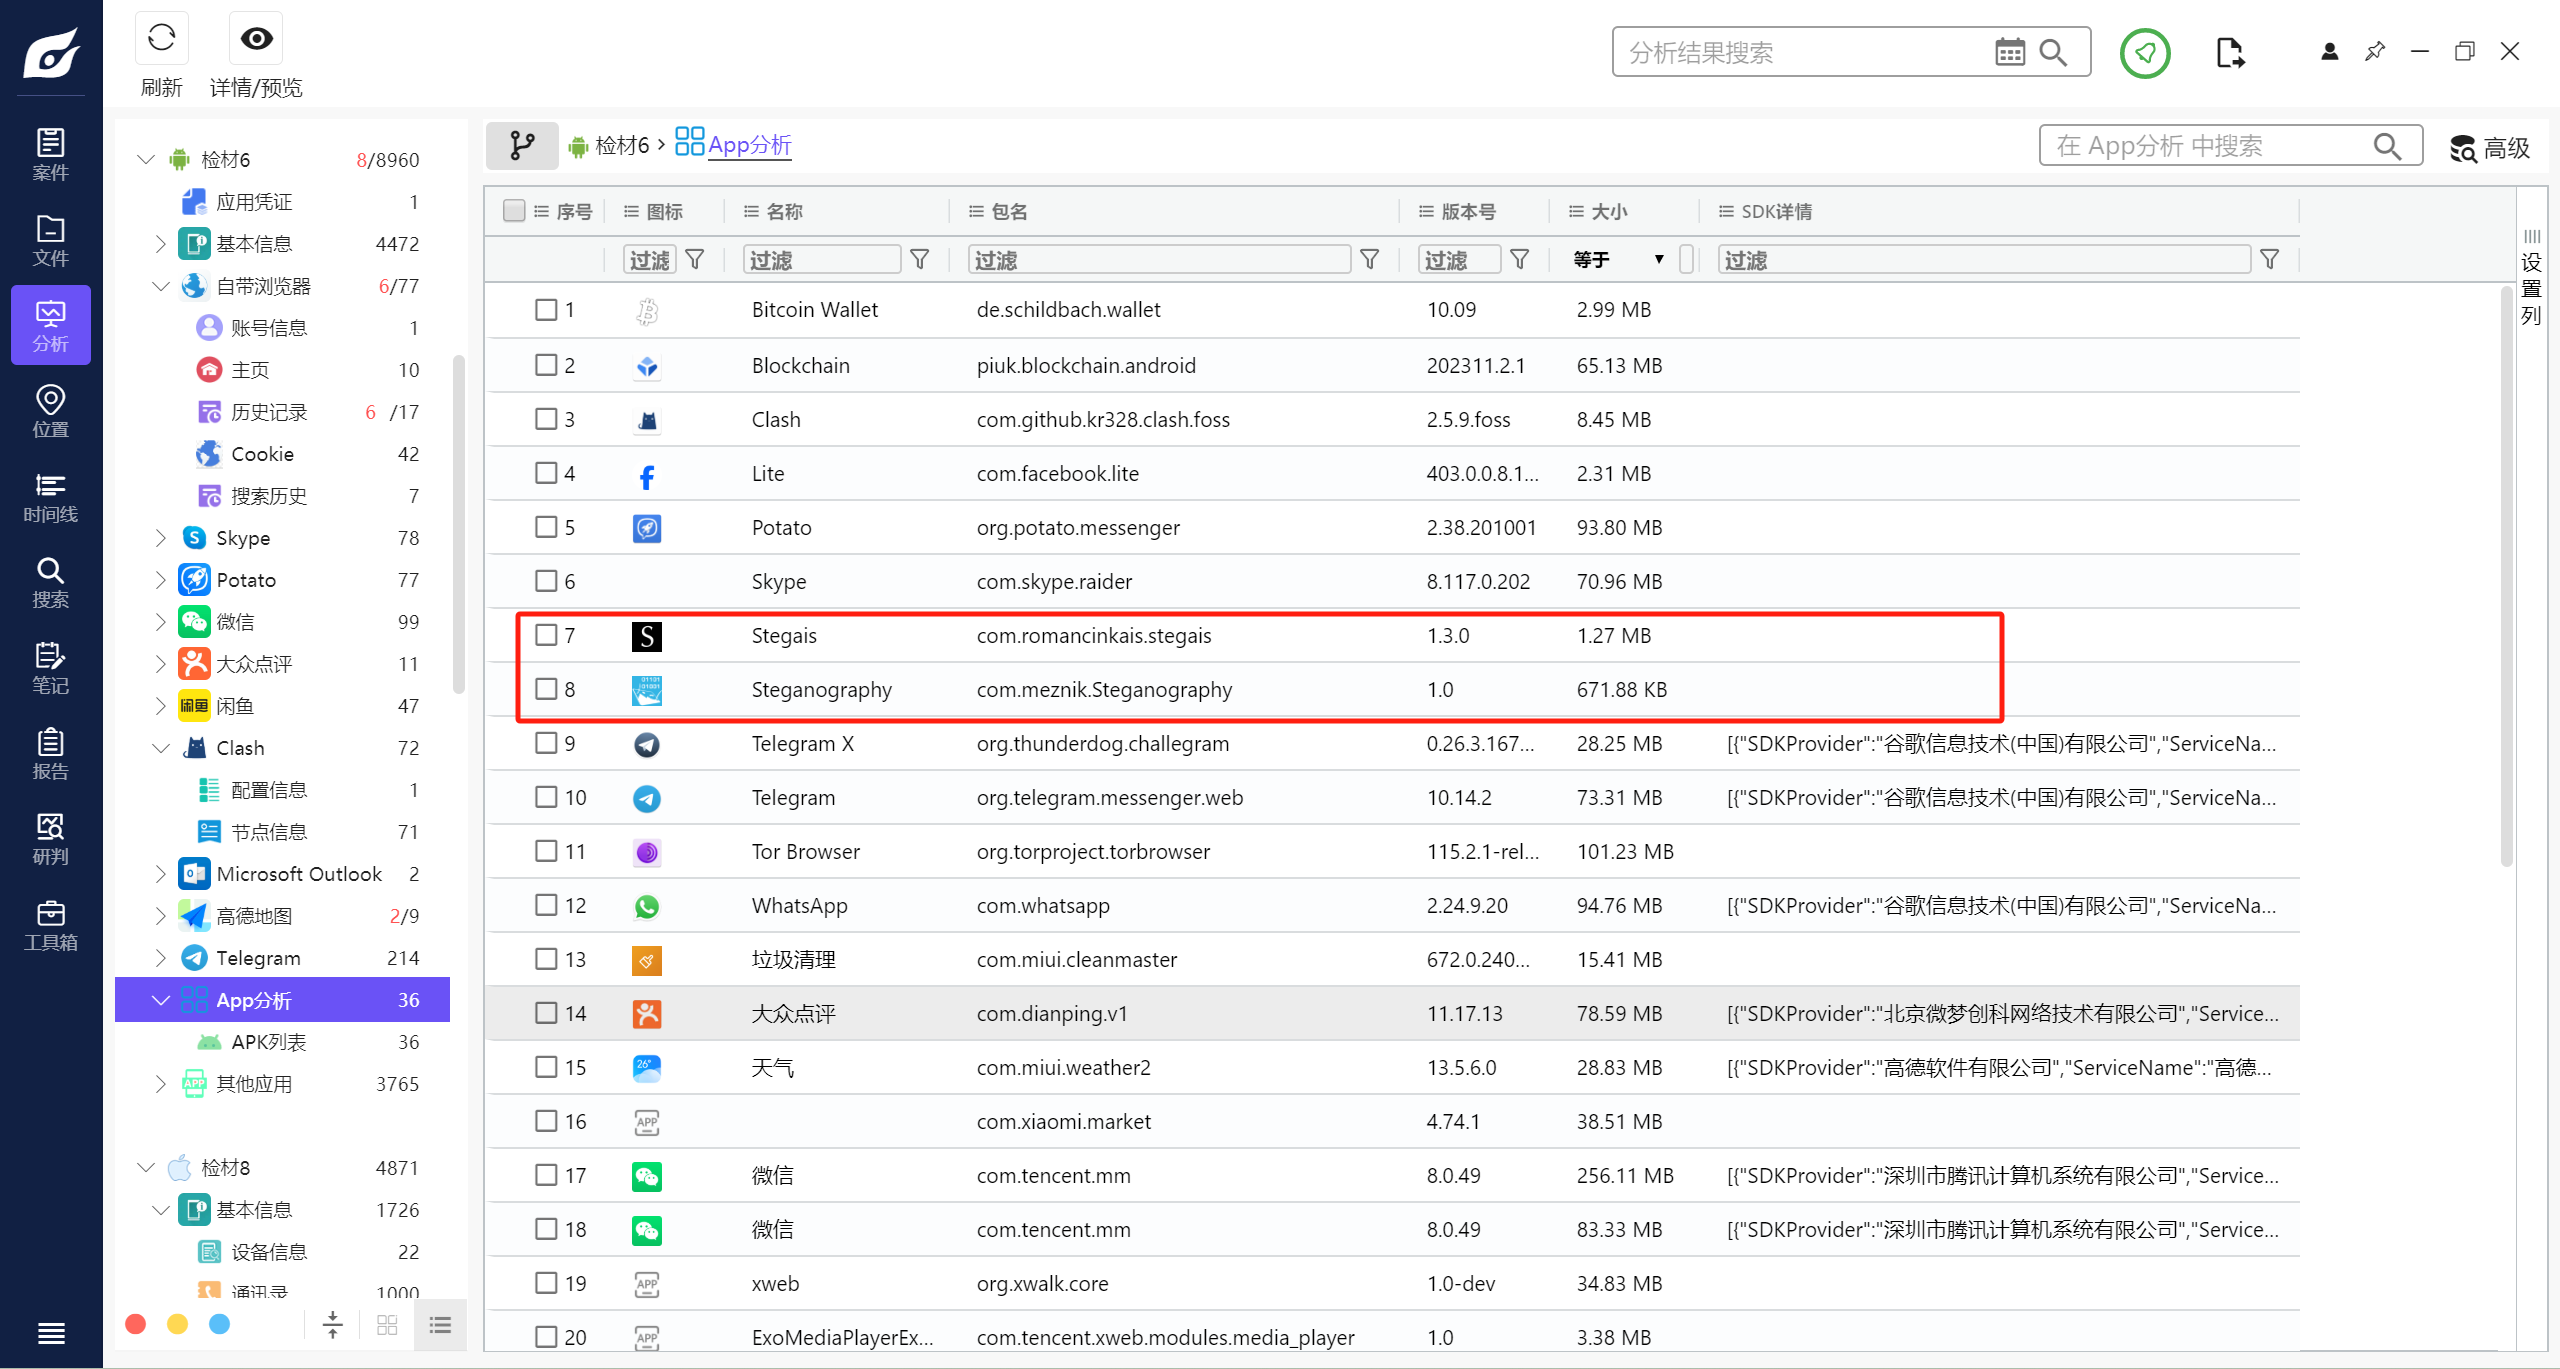 刷新
详情/预览
分析结果搜索
案件
文件
分析
位置
时间线
搜索
笔记
报告
研判
工具箱
检材6 8/8960
应用凭证 1
基本信息 4472
自带浏览器 6/77
账号信息 1
主页 10
历史记录 6 /17
Cookie 42
搜索历史 7
Skype 78
Potato 77
微信 99
大众点评 11
闲鱼 闲鱼 47
Clash 72
配置信息 1
节点信息 71
Microsoft Outlook 2
高德地图 2/9
Telegram 214
App分析 36
APK列表 36
其他应用 3765
检材8 4871
基本信息 1726
设备信息 22
通讯录 1000
检材6 > App分析
在 App分析 中搜索
高级
序号 图标 名称 包名 版本号 大小 SDK详情
过滤 过滤 过滤 过滤 等于 过滤
设置列
1 Bitcoin Wallet de.schildbach.wallet 10.09 2.99 MB
2 Blockchain piuk.blockchain.android 202311.2.1 65.13 MB
3 Clash com.github.kr328.clash.foss 2.5.9.foss 8.45 MB
4 Lite com.facebook.lite 403.0.0.8.1... 2.31 MB
5 Potato org.potato.messenger 2.38.201001 93.80 MB
6 Skype com.skype.raider 8.117.0.202 70.96 MB
7 S Stegais com.romancinkais.stegais 1.3.0 1.27 MB
8 Steganography com.meznik.Steganography 1.0 671.88 KB
9 Telegram X org.thunderdog.challegram 0.26.3.167... 28.25 MB [{"SDKProvider":"谷歌信息技术(中国)有限公司","ServiceNa...
10 Telegram org.telegram.messenger.web 10.14.2 73.31 MB [{"SDKProvider":"谷歌信息技术(中国)有限公司","ServiceNa...
11 Tor Browser org.torproject.torbrowser 115.2.1-rel... 101.23 MB
12 WhatsApp com.whatsapp 2.24.9.20 94.76 MB [{"SDKProvider":"谷歌信息技术(中国)有限公司","ServiceNa...
13 垃圾清理 com.miui.cleanmaster 672.0.240... 15.41 MB
14 大众点评 com.dianping.v1 11.17.13 78.59 MB [{"SDKProvider":"北京微梦创科网络技术有限公司","Service...
15 26° 天气 com.miui.weather2 13.5.6.0 28.83 MB [{"SDKProvider":"高德软件有限公司","ServiceName":"高德...
16 APP com.xiaomi.market 4.74.1 38.51 MB
17 微信 com.tencent.mm 8.0.49 256.11 MB [{"SDKProvider":"深圳市腾讯计算机系统有限公司","Service...
18 微信 com.tencent.mm 8.0.49 83.33 MB [{"SDKProvider":"深圳市腾讯计算机系统有限公司","Service...
19 APP xweb org.xwalk.core 1.0-dev 34.83 MB
20 APP ExoMediaPlayerEx... com.tencent.xweb.modules.media_player 1.0 3.38 MB